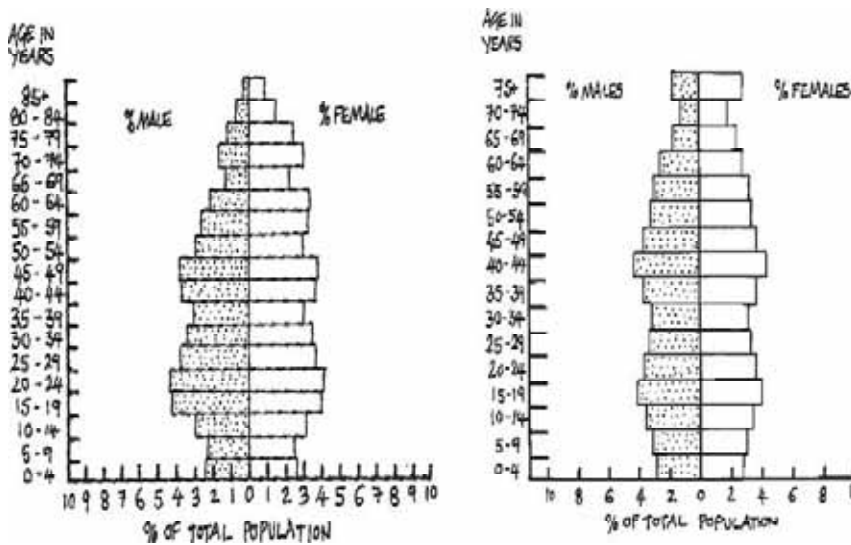 AGE IN
YEARS
85+
80 - 84
75 - 79
70 - 74
65 - 69
60 - 64
55 - 59
50 - 54
45 - 49
40 - 44
35 - 39
30 - 34
25 - 29
20 - 24
15 - 19
10 - 14
5 - 9
0 - 4
% MALE
% FEMALE
10 9 8 7 6 5 4 3 2 1 0 1 2 3 4 5 6 7 8 9 10
% OF TOTAL POPULATION
AGE IN
YEARS
75+
70 - 74
65 - 69
60 - 64
55 - 59
50 - 54
45 - 49
40 - 44
35 - 39
30 - 34
25 - 29
20 - 24
15 - 19
10 - 14
5 - 9
0 - 4
% MALES
% FEMALES
10 8 6 4 2 0 2 4 6 8
% OF TOTAL POPULATION